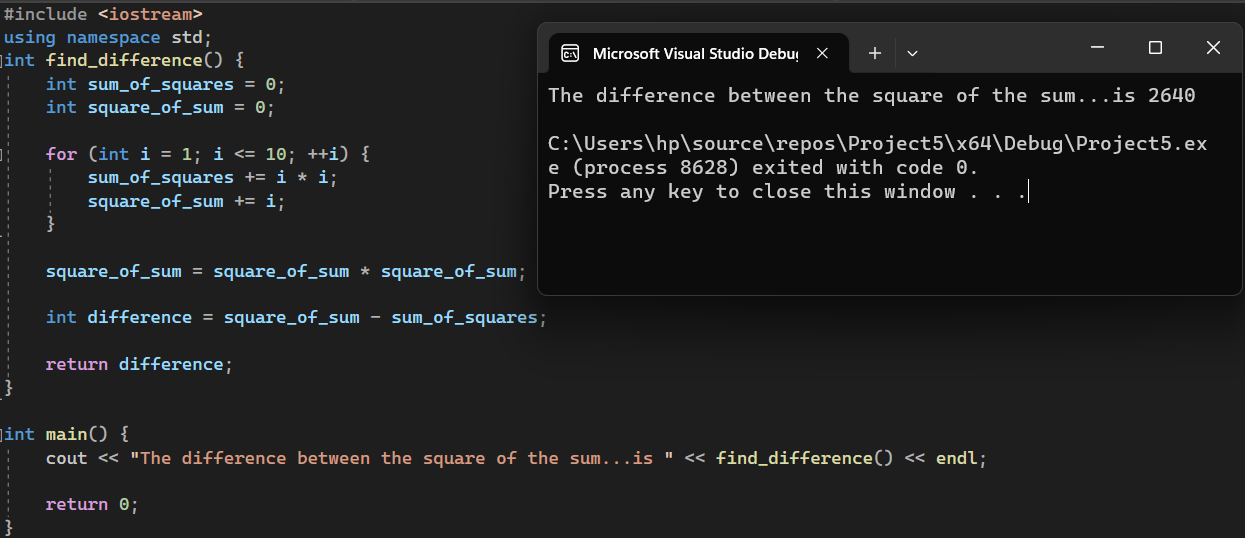 #include <iostream>
using namespace std;
int find_difference() {
    int sum_of_squares = 0;
    int square_of_sum = 0;

    for (int i = 1; i <= 10; ++i) {
        sum_of_squares += i * i;
        square_of_sum += i;
    }

    square_of_sum = square_of_sum * square_of_sum;

    int difference = square_of_sum - sum_of_squares;

    return difference;
}

int main() {
    cout << "The difference between the square of the sum...is " << find_difference() << endl;

    return 0;
}
Microsoft Visual Studio Debug
The difference between the square of the sum...is 2640

C:\Users\hp\source\repos\Project5\x64\Debug\Project5.ex
e (process 8628) exited with code 0.
Press any key to close this window . . .